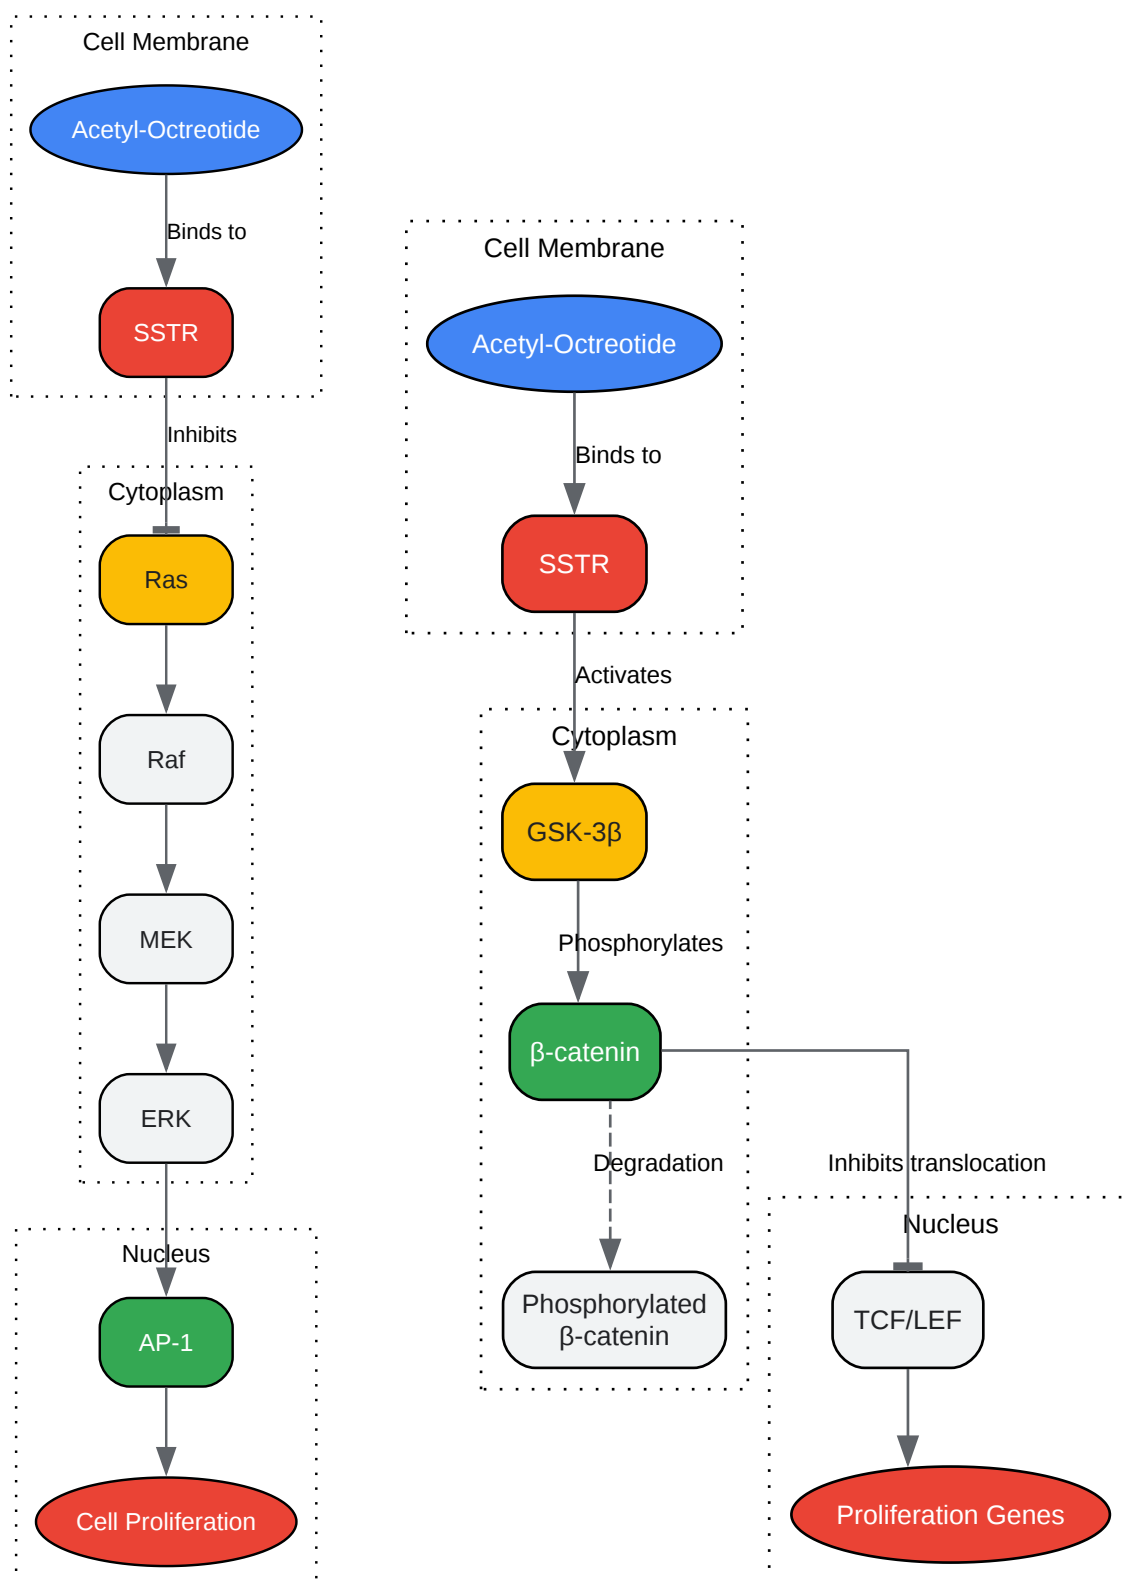 Cell Membrane
Acetyl-Octreotide
Binds to
SSTR
Inhibits
Cytoplasm
Ras
Raf
MEK
ERK
Nucleus
AP-1
Cell Proliferation
Cell Membrane
Acetyl-Octreotide
Binds to
SSTR
Activates
Cytoplasm
GSK-3β
Phosphorylates
β-catenin
Degradation
Phosphorylated
β-catenin
Inhibits translocation
Nucleus
TCF/LEF
Proliferation Genes